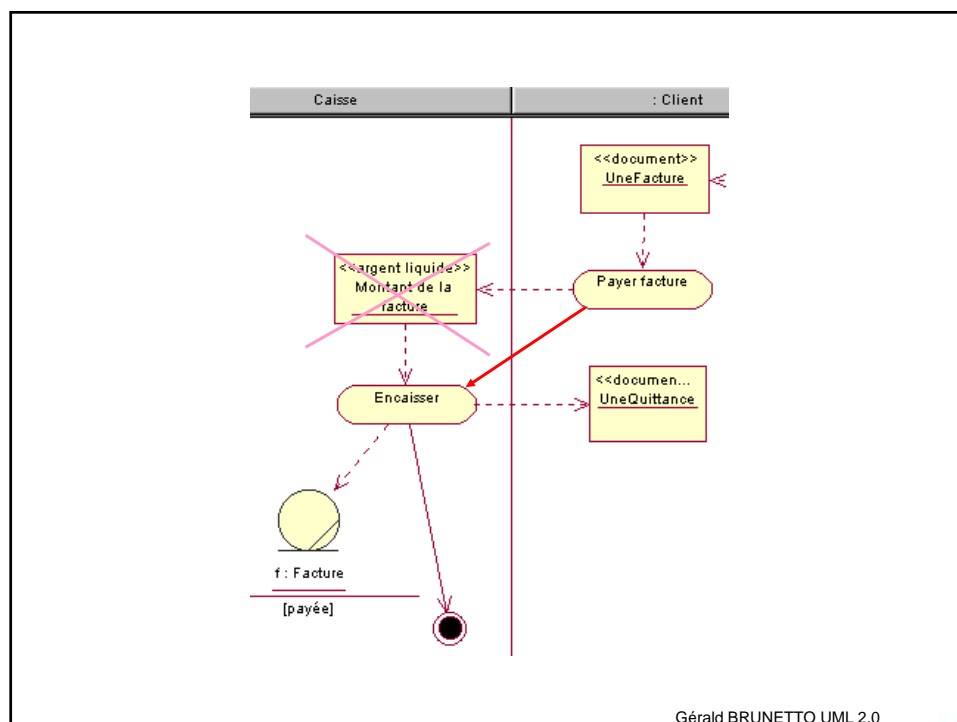 Caisse
: Client
<<document>>
UneFacture
<<argent liquide>>
Montant de la
facture
Payer facture
Encaisser
<<documen...
UneQuittance
f : Facture
[payée]
Gérald BRUNETTO UML 2.0